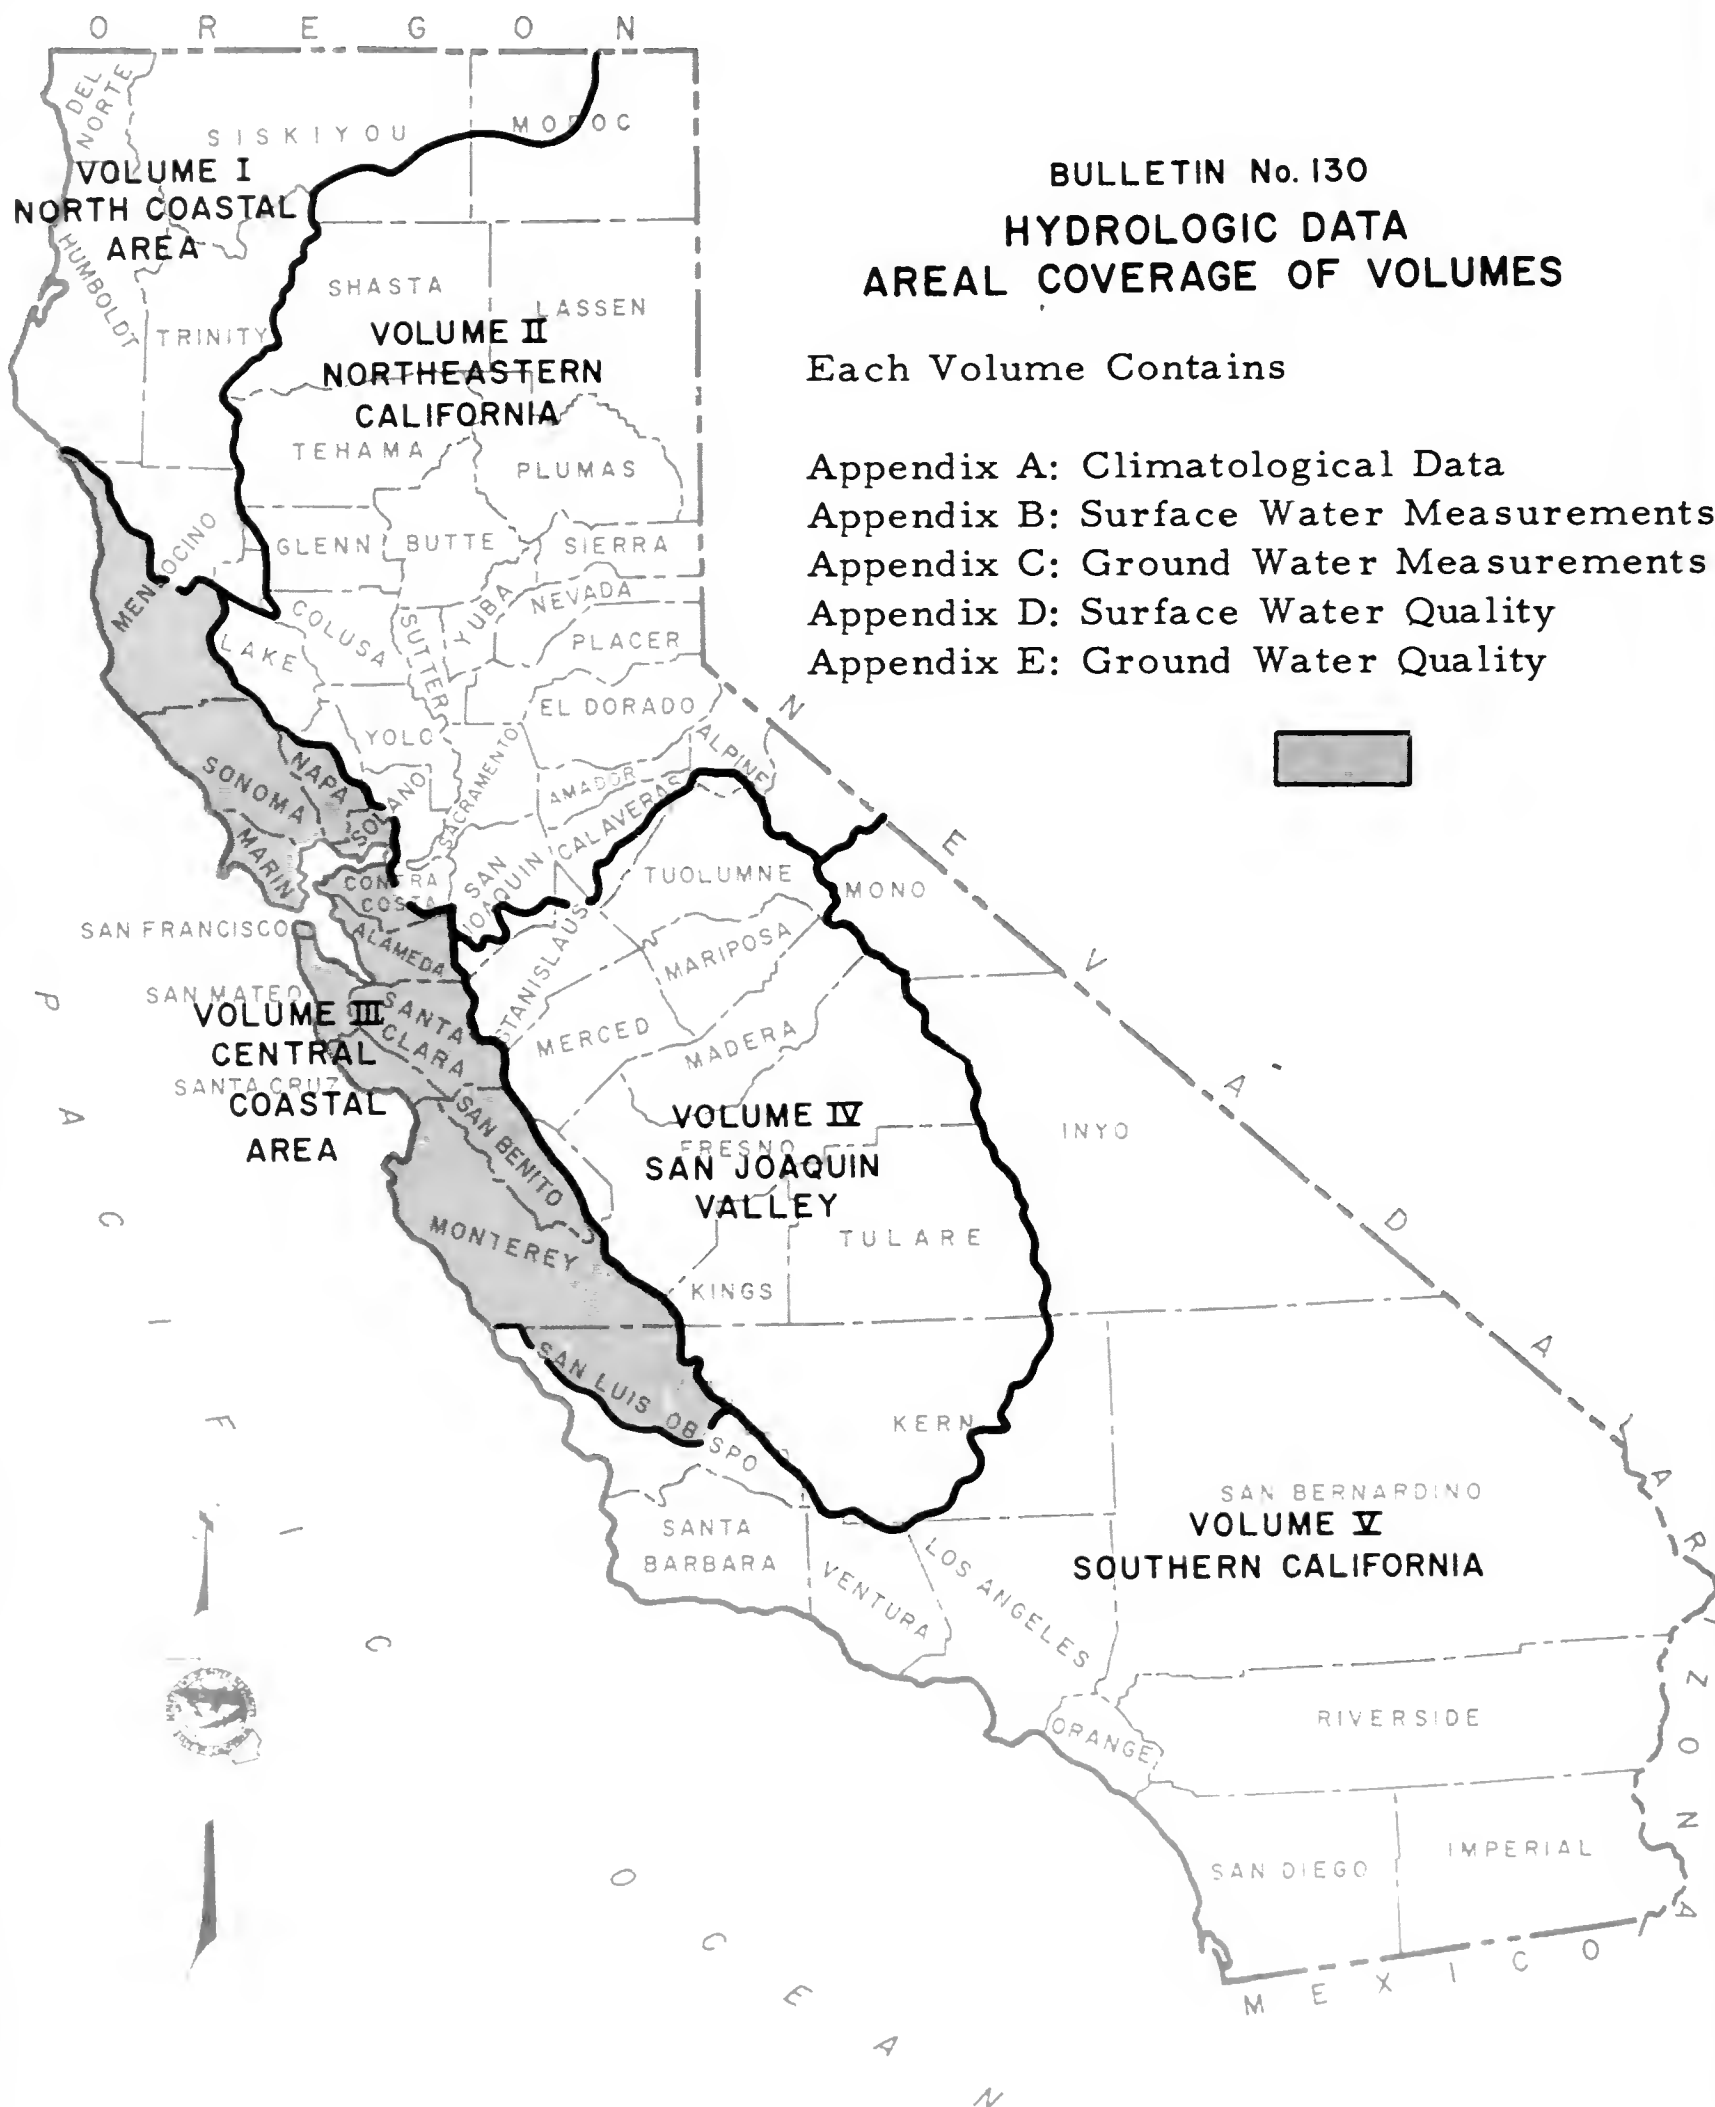 OREGON
DEL NORTE
SISKIYOU
MODOC
VOLUME I
NORTH COASTAL
AREA
HUMBOLDT
TRINITY
SHASTA
LASSEN
VOLUME II
NORTHEASTERN
CALIFORNIA
TEHAMA
PLUMAS
MENDOCINO
GLENN
BUTTE
SIERRA
COLUSA
SUTTER
YUBA
NEVADA
PLACER
LAKE
EL DORADO
YOLO
SACRAMENTO
ALPINE
AMADOR
CALAVERAS
SONOMA
NAPA
SOLANO
MARIN
CONTRA
COSTA
SAN
JOAQUIN
TUOLUMNE
MONO
SAN FRANCISCO
ALAMEDA
STANISLAUS
MARIPOSA
SAN MATEO
SANTA
CLARA
VOLUME III
CENTRAL
COASTAL
AREA
SANTA CRUZ
MERCED
MADERA
SAN BENITO
VOLUME IV
SAN JOAQUIN
VALLEY
FRESNO
INYO
MONTEREY
TULARE
KINGS
SAN LUIS OBISPO
KERN
SAN BERNARDINO
VOLUME V
SOUTHERN CALIFORNIA
SANTA
BARBARA
VENTURA
LOS ANGELES
ORANGE
RIVERSIDE
SAN DIEGO
IMPERIAL
NEVADA
ARIZONA
MEXICO
PACIFIC
OCEAN
BULLETIN No. 130
HYDROLOGIC DATA
AREAL COVERAGE OF VOLUMES
Each Volume Contains
Appendix A: Climatological Data
Appendix B: Surface Water Measurements
Appendix C: Ground Water Measurements
Appendix D: Surface Water Quality
Appendix E: Ground Water Quality